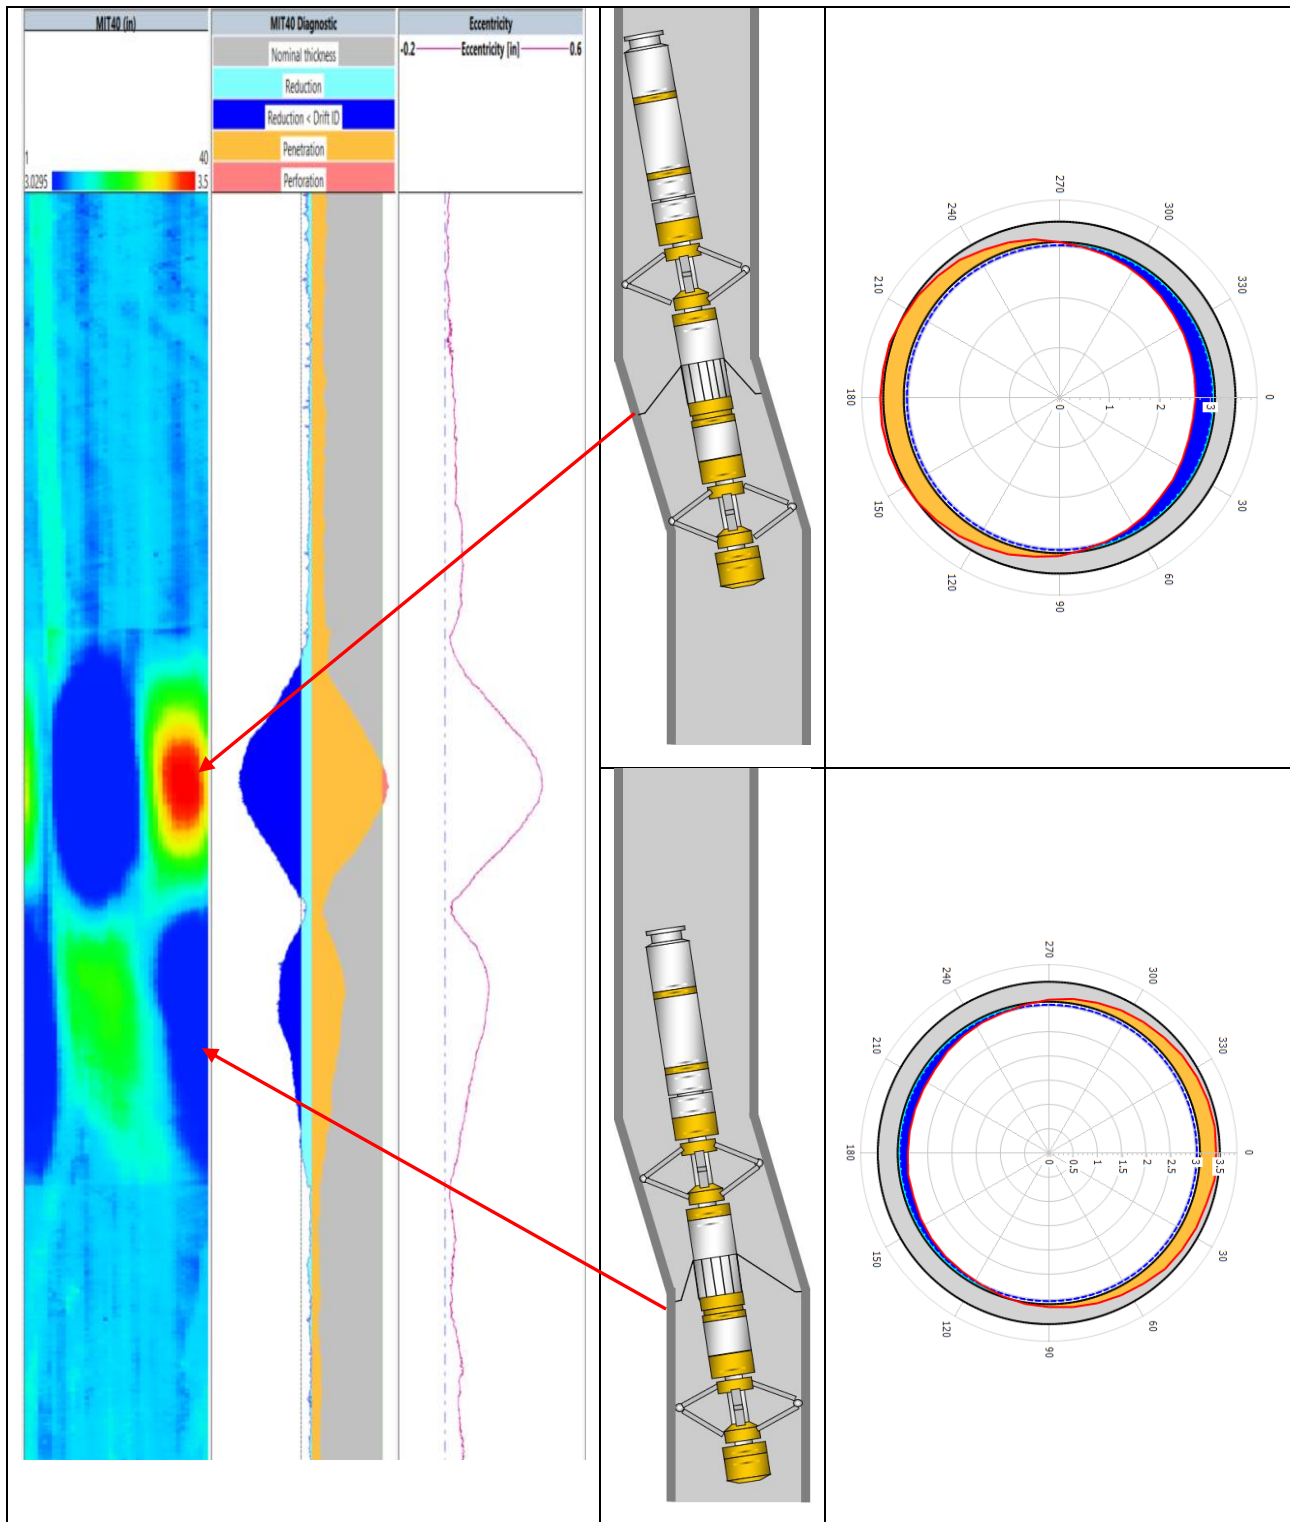 MIT40 (in)
MIT40 Diagnostic
Eccentricity
Nominal thickness
-0.2 Eccentricity [in] 0.6
Reduction
Reduction < Drift ID
Penetration
1 40
3.0295 3.5
Perforation
270
240 300
210 330
180 0 1 2 3 0
150 30
120 60
90
270
240 300
210 330
180 0 0.5 1 1.5 2 2.5 3 3.5 0
150 30
120 60
90